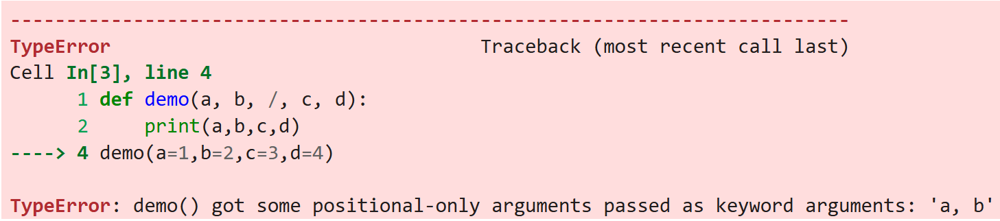 ---------------------------------------------------------------------------
TypeError                                 Traceback (most recent call last)
Cell In[3], line 4
      1 def demo(a, b, /, c, d):
      2     print(a,b,c,d)
----> 4 demo(a=1,b=2,c=3,d=4)

TypeError: demo() got some positional-only arguments passed as keyword arguments: 'a, b'